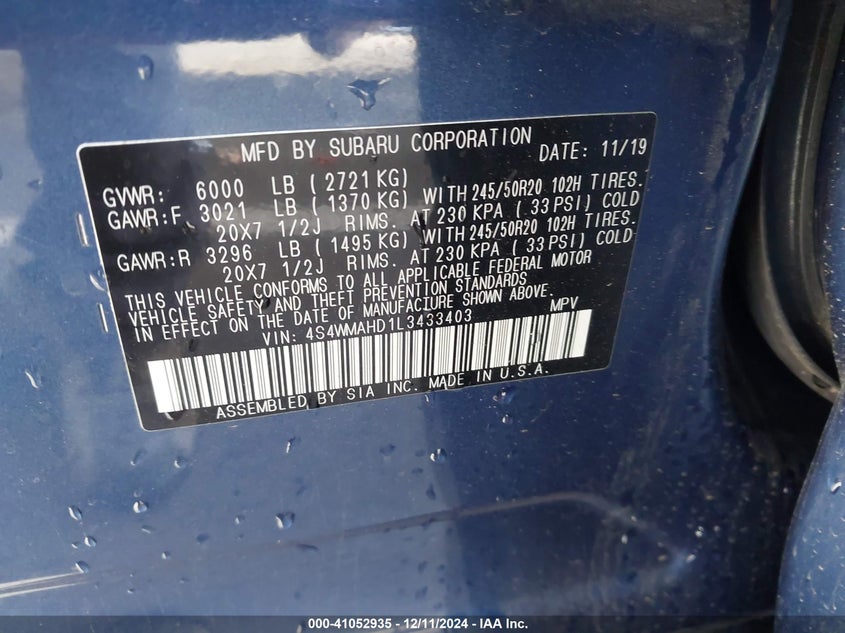 MFD BY SUBARU CORPORATION DATE: 11/19
GVWR: 6000 LB ( 2721 KG)
GAWR:F 3021 LB ( 1370 KG) WITH 245/50R20 102H TIRES.
20X7 1/2J RIMS. AT 230 KPA ( 33 PSI) COLD
GAWR:R 3296 LB ( 1495 KG) WITH 245/50R20 102H TIRES.
20X7 1/2J RIMS. AT 230 KPA ( 33 PSI) COLD
THIS VEHICLE CONFORMS TO ALL APPLICABLE FEDERAL MOTOR
VEHICLE SAFETY AND THEFT PREVENTION STANDARDS
IN EFFECT ON THE DATE OF MANUFACTURE SHOWN ABOVE.
VIN: 4S4WMAHD1L3433403 MPV
ASSEMBLED BY SIA INC. MADE IN U.S.A.
000-41052935 - 12/11/2024 - IAA Inc.